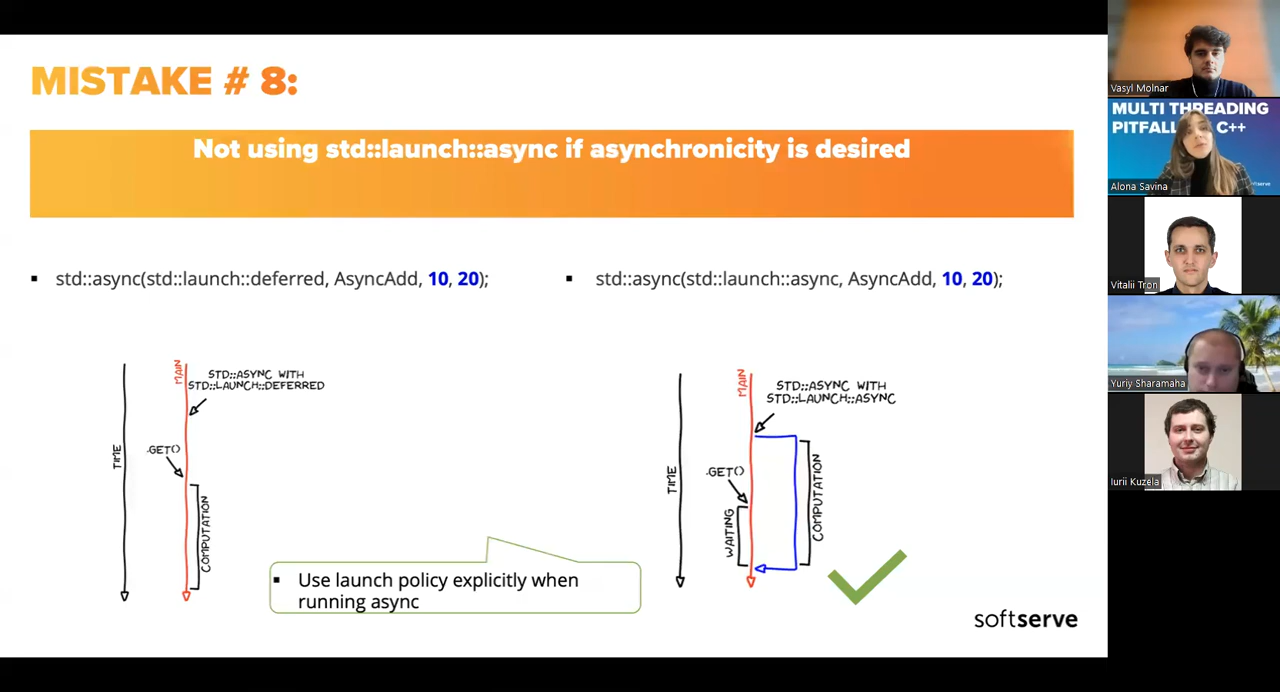 MISTAKE # 8:
Not using std::launch::async if asynchronicity is desired
▪ std::async(std::launch::deferred, AsyncAdd, 10, 20);
▪ std::async(std::launch::async, AsyncAdd, 10, 20);
TIME
MAIN
STD::ASYNC WITH
STD::LAUNCH::DEFERRED
.GET()
COMPUTATION
TIME
MAIN
STD::ASYNC WITH
STD::LAUNCH::ASYNC
.GET()
WAITING
COMPUTATION
▪ Use launch policy explicitly when
running async
softserve
Vasyl Molnar
MULTI THREADING
PITFALL C++
Alona Savina
Vitalii Tron
Yuriy Sharamaha
Iurii Kuzela